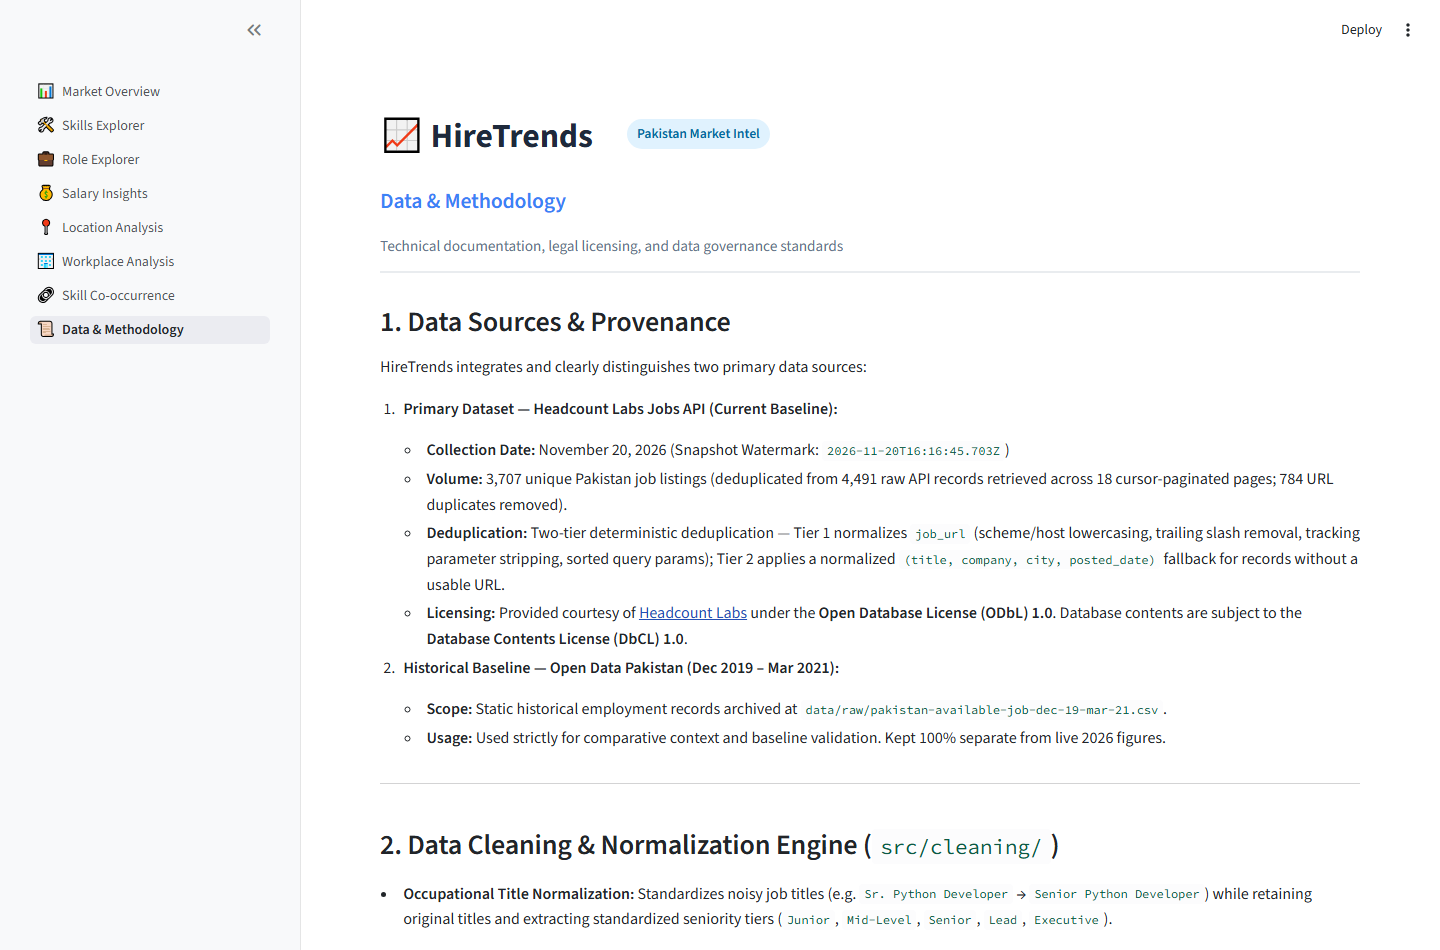 Deploy
Market Overview
Skills Explorer
Role Explorer
Salary Insights
Location Analysis
Workplace Analysis
Skill Co-occurrence
Data & Methodology
HireTrends
Pakistan Market Intel
Data & Methodology
Technical documentation, legal licensing, and data governance standards
1. Data Sources & Provenance
HireTrends integrates and clearly distinguishes two primary data sources:
1. Primary Dataset — Headcount Labs Jobs API (Current Baseline):
Collection Date: November 20, 2026 (Snapshot Watermark: 2026-11-20T16:16:45.703Z )
Volume: 3,707 unique Pakistan job listings (deduplicated from 4,491 raw API records retrieved across 18 cursor-paginated pages; 784 URL
duplicates removed).
Deduplication: Two-tier deterministic deduplication — Tier 1 normalizes job_url (scheme/host lowercasing, trailing slash removal, tracking
parameter stripping, sorted query params); Tier 2 applies a normalized (title, company, city, posted_date) fallback for records without a
usable URL.
Licensing: Provided courtesy of Headcount Labs under the Open Database License (ODbL) 1.0. Database contents are subject to the
Database Contents License (DbCL) 1.0.
2. Historical Baseline — Open Data Pakistan (Dec 2019 – Mar 2021):
Scope: Static historical employment records archived at data/raw/pakistan-available-job-dec-19-mar-21.csv .
Usage: Used strictly for comparative context and baseline validation. Kept 100% separate from live 2026 figures.
2. Data Cleaning & Normalization Engine ( src/cleaning/ )
Occupational Title Normalization: Standardizes noisy job titles (e.g. Sr. Python Developer → Senior Python Developer ) while retaining
original titles and extracting standardized seniority tiers ( Junior , Mid-Level , Senior , Lead , Executive ).